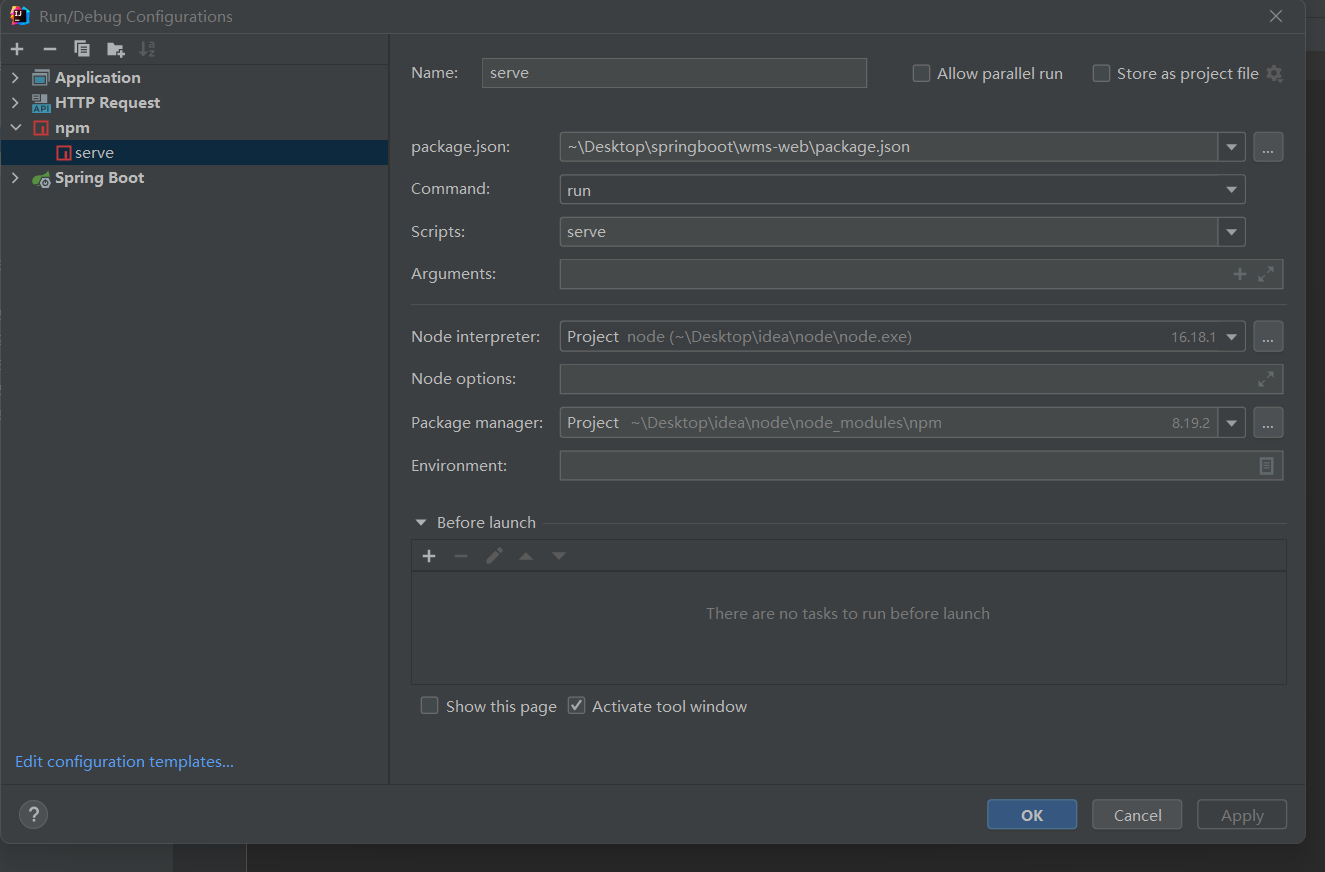 Run/Debug Configurations
Application
HTTP Request
npm
serve
Spring Boot
Edit configuration templates...
Name: serve Allow parallel run Store as project file
package.json: ~\Desktop\springboot\wms-web\package.json ...
Command: run
Scripts: serve
Arguments:
Node interpreter: Project node (~\Desktop\idea\node\node.exe) 16.18.1 ...
Node options:
Package manager: Project ~\Desktop\idea\node\node_modules\npm 8.19.2 ...
Environment:
Before launch
There are no tasks to run before launch
Show this page Activate tool window
? OK Cancel Apply